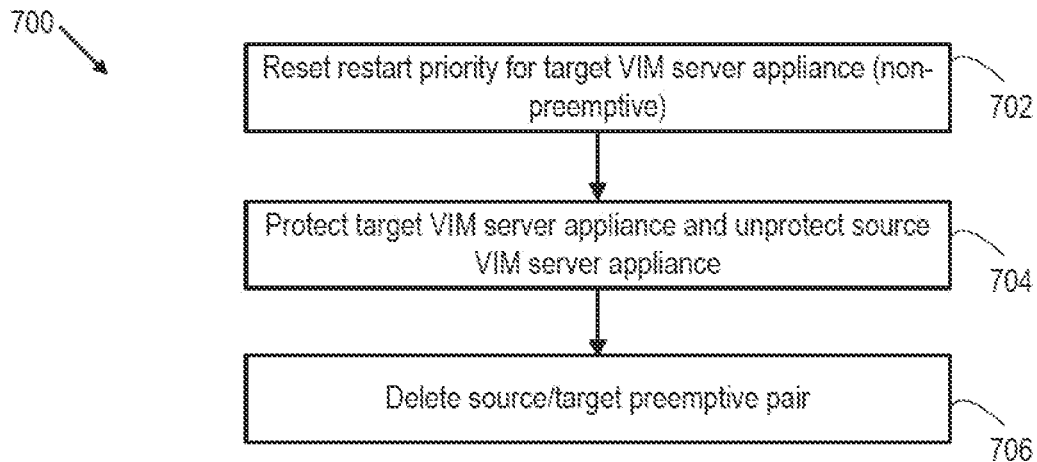 700
Reset restart priority for target VIM server appliance (non-
preemptive)
702
Protect target VIM server appliance and unprotect source
VIM server appliance
704
Delete source/target preemptive pair
706